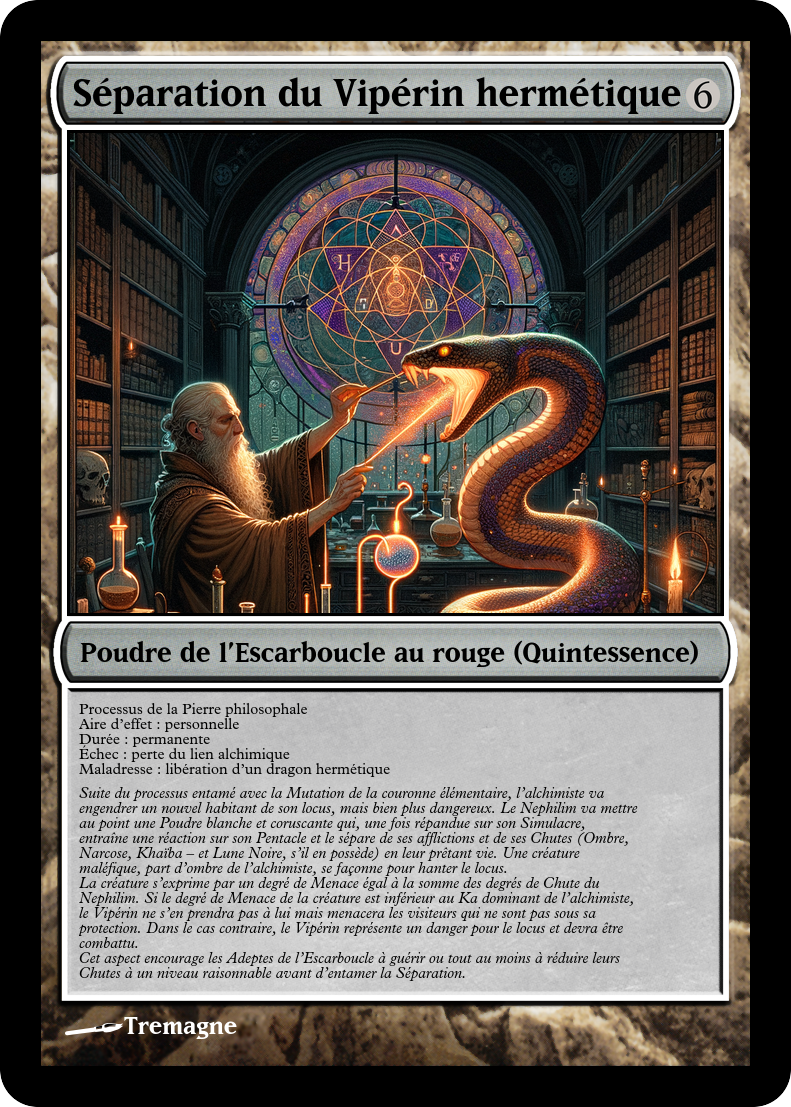 Séparation du Vipérin hermétique 6
H
T D
U
Poudre de l'Escarboucle au rouge (Quintessence)
Processus de la Pierre philosophale
Aire d'effet : personnelle
Durée : permanente
Échec : perte du lien alchimique
Maladresse : libération d'un dragon hermétique
Suite du processus entamé avec la Mutation de la couronne élémentaire, l'alchimiste va
engendrer un nouvel habitant de son locus, mais bien plus dangereux. Le Nephilim va mettre
au point une Poudre blanche et coruscante qui, une fois répandue sur son Simulacre,
entraîne une réaction sur son Pentacle et le sépare de ses afflictions et de ses Chutes (Ombre,
Narcose, Khaïba – et Lune Noire, s'il en possède) en leur prêtant vie. Une créature
maléfique, part d'ombre de l'alchimiste, se façonne pour hanter le locus.
La créature s'exprime par un degré de Menace égal à la somme des degrés de Chute du
Nephilim. Si le degré de Menace de la créature est inférieur au Ka dominant de l'alchimiste,
le Vipérin ne s'en prendra pas à lui mais menacera les visiteurs qui ne sont pas sous sa
protection. Dans le cas contraire, le Vipérin représente un danger pour le locus et devra être
combattu.
Cet aspect encourage les Adeptes de l'Escarboucle à guérir ou tout au moins à réduire leurs
Chutes à un niveau raisonnable avant d'entamer la Séparation.
Tremagne